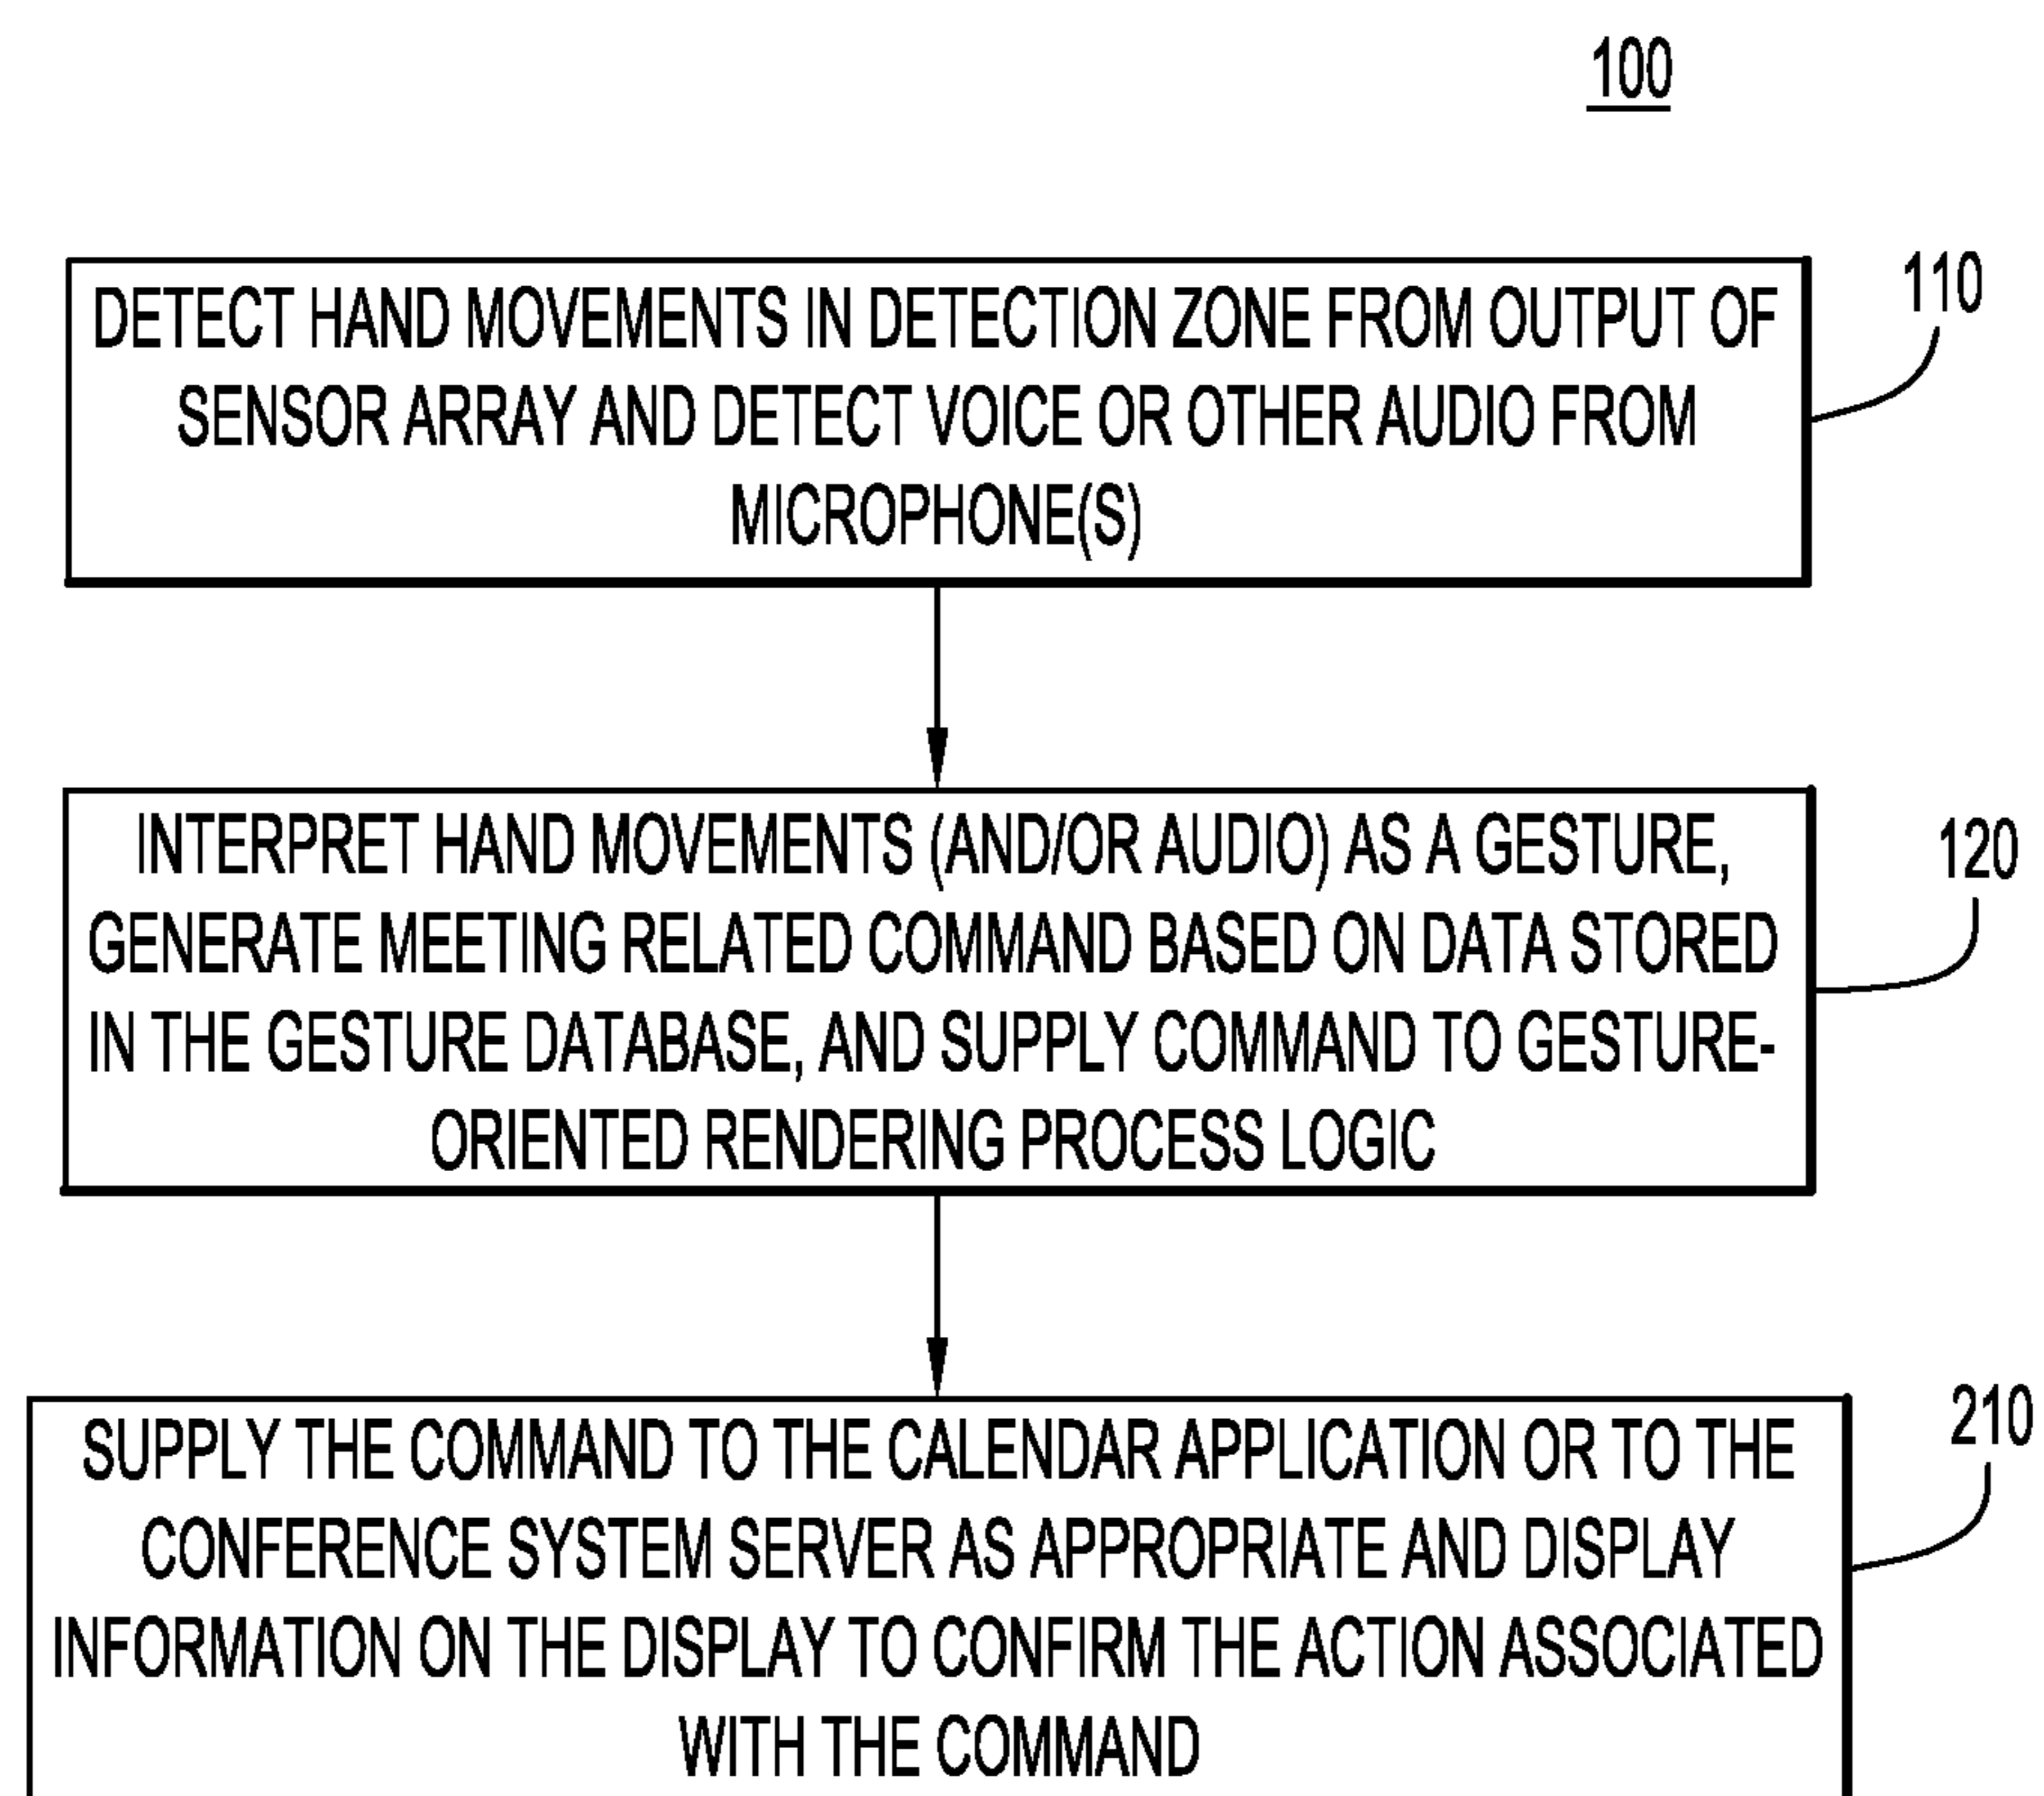 100
DETECT HAND MOVEMENTS IN DETECTION ZONE FROM OUTPUT OF
SENSOR ARRAY AND DETECT VOICE OR OTHER AUDIO FROM
MICROPHONE(S)
110
INTERPRET HAND MOVEMENTS (AND/OR AUDIO) AS A GESTURE,
GENERATE MEETING RELATED COMMAND BASED ON DATA STORED
IN THE GESTURE DATABASE, AND SUPPLY COMMAND TO GESTURE-
ORIENTED RENDERING PROCESS LOGIC
120
SUPPLY THE COMMAND TO THE CALENDAR APPLICATION OR TO THE
CONFERENCE SYSTEM SERVER AS APPROPRIATE AND DISPLAY
INFORMATION ON THE DISPLAY TO CONFIRM THE ACTION ASSOCIATED
WITH THE COMMAND
210